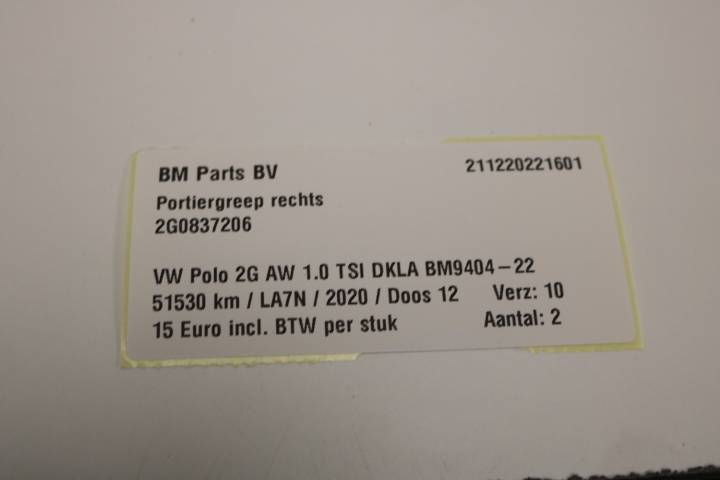 BM Parts BV 211220221601
Portiergreep rechts
2G0837206
VW Polo 2G AW 1.0 TSI DKLA BM9404-22
51530 km / LA7N / 2020 / Doos 12 Verz: 10
15 Euro incl. BTW per stuk Aantal: 2